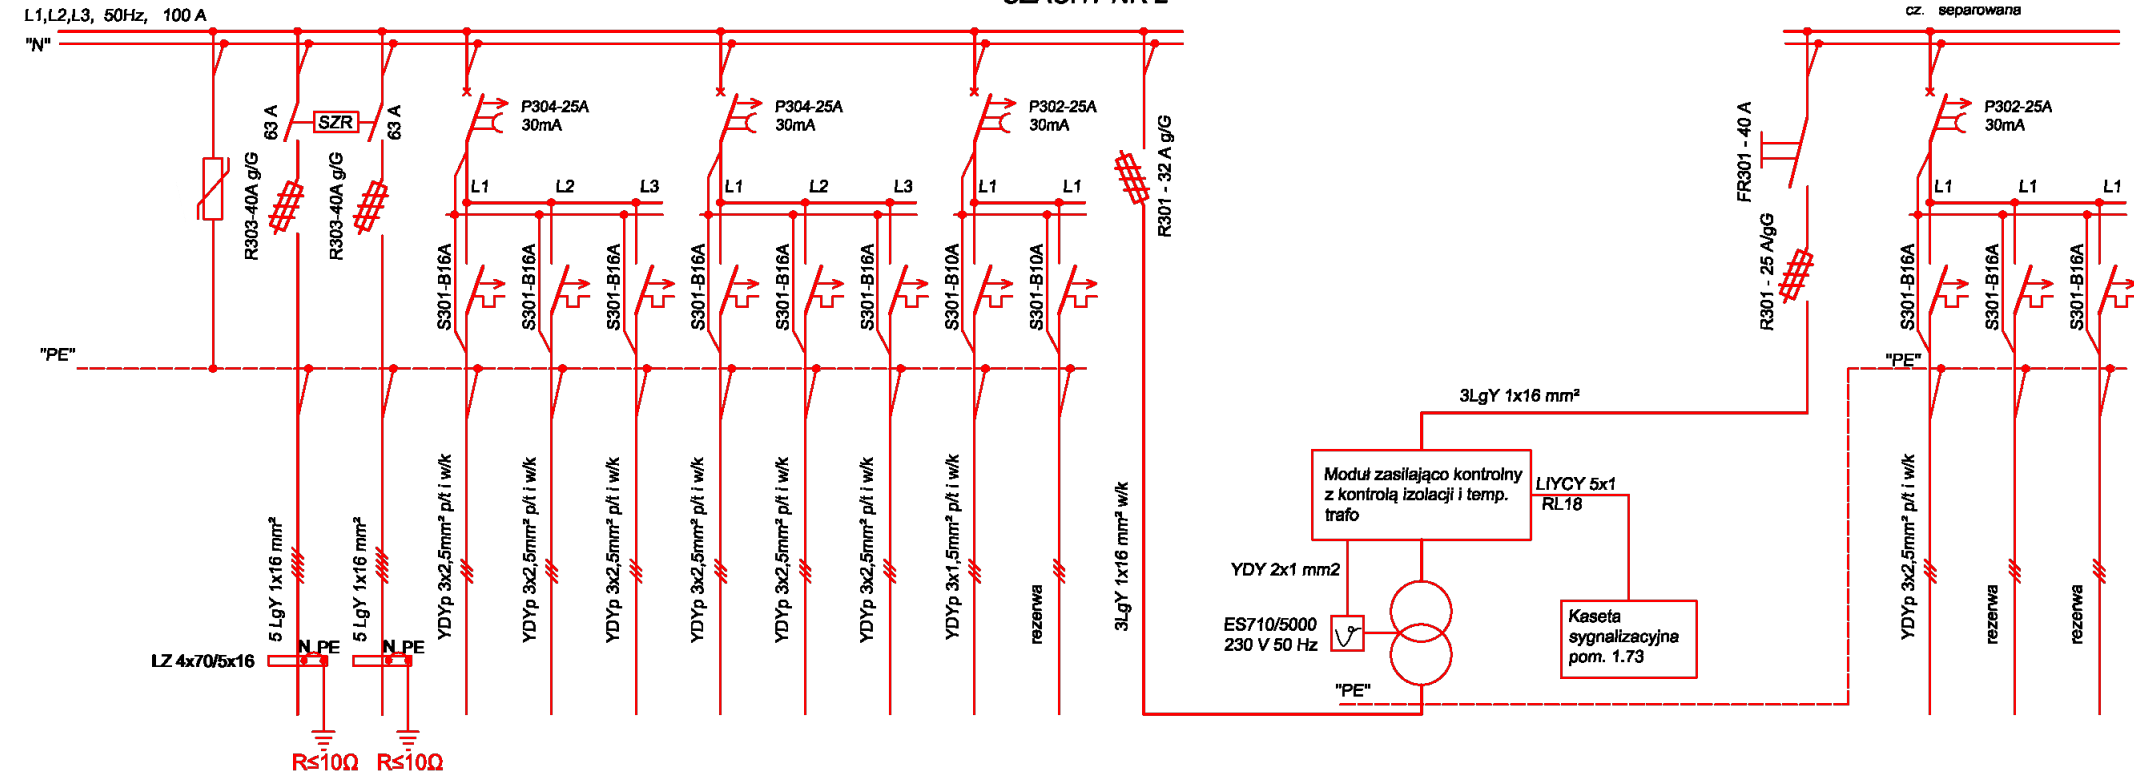 L1,L2,L3, 50Hz, 100 A
"N"
cz. separowana
63 A
SZR
63 A
R303-40A g/G
R303-40A g/G
P304-25A
30mA
P304-25A
30mA
P302-25A
30mA
R301 - 32 A g/G
FR301 - 40 A
R301 - 25 A/gG
P302-25A
30mA
L1
L2
L3
L1
L2
L3
L1
L1
L1
L1
L1
S301-B16A
S301-B16A
S301-B16A
S301-B16A
S301-B16A
S301-B16A
S301-B10A
S301-B10A
S301-B16A
S301-B16A
S301-B16A
"PE"
"PE"
3LgY 1x16 mm²
5 LgY 1x16 mm²
5 LgY 1x16 mm²
YDYp 3x2,5mm² p/t i w/k
YDYp 3x2,5mm² p/t i w/k
YDYp 3x2,5mm² p/t i w/k
YDYp 3x2,5mm² p/t i w/k
YDYp 3x2,5mm² p/t i w/k
YDYp 3x2,5mm² p/t i w/k
YDYp 3x1,5mm² p/t i w/k
rezerwa
3LgY 1x16 mm² w/k
Moduł zasilająco kontrolny
z kontrolą izolacji i temp.
trafo
LIYCY 5x1
RL18
YDY 2x1 mm2
ES710/5000
230 V 50 Hz
Kaseta
sygnalizacyjna
pom. 1.73
"PE"
YDYp 3x2,5mm² p/t i w/k
rezerwa
rezerwa
LZ 4x70/5x16
N PE
N PE
R≤10Ω
R≤10Ω